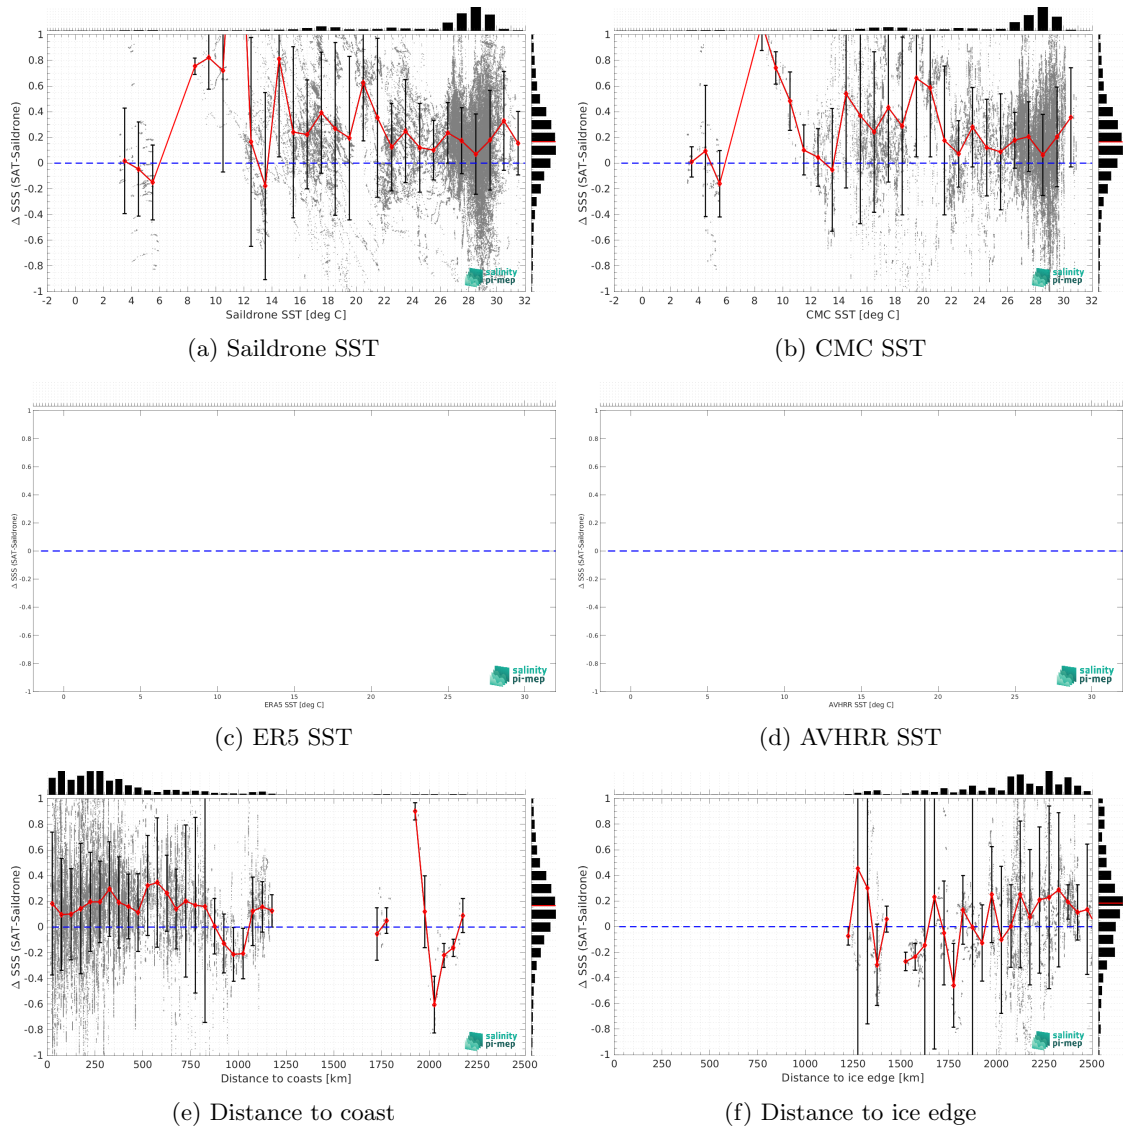 1
0.8
0.6
0.4
0.2
0
-0.2
-0.4
-0.6
-0.8
-1
Δ SSS (SAT-Saildrone)
salinity
pi-mep
-2 0 2 4 6 8 10 12 14 16 18 20 22 24 26 28 30 32
Saildrone SST [deg C]
(a) Saildrone SST
1
0.8
0.6
0.4
0.2
0
-0.2
-0.4
-0.6
-0.8
-1
Δ SSS (SAT-Saildrone)
salinity
pi-mep
-2 0 2 4 6 8 10 12 14 16 18 20 22 24 26 28 30 32
CMC SST [deg C]
(b) CMC SST
1
0.8
0.6
0.4
0.2
0
-0.2
-0.4
-0.6
-0.8
-1
Δ SSS (SAT-Saildrone)
salinity
pi-mep
0 5 10 15 20 25 30
ERA5 SST [deg C]
(c) ER5 SST
1
0.8
0.6
0.4
0.2
0
-0.2
-0.4
-0.6
-0.8
-1
Δ SSS (SAT-Saildrone)
salinity
pi-mep
0 5 10 15 20 25 30
AVHRR SST [deg C]
(d) AVHRR SST
1
0.8
0.6
0.4
0.2
0
-0.2
-0.4
-0.6
-0.8
-1
Δ SSS (SAT-Saildrone)
salinity
pi-mep
0 250 500 750 1000 1250 1500 1750 2000 2250 2500
Distance to coasts [km]
(e) Distance to coast
1
0.8
0.6
0.4
0.2
0
-0.2
-0.4
-0.6
-0.8
-1
Δ SSS (SAT-Saildrone)
salinity
pi-mep
0 250 500 750 1000 1250 1500 1750 2000 2250 2500
Distance to ice edge [km]
(f) Distance to ice edge